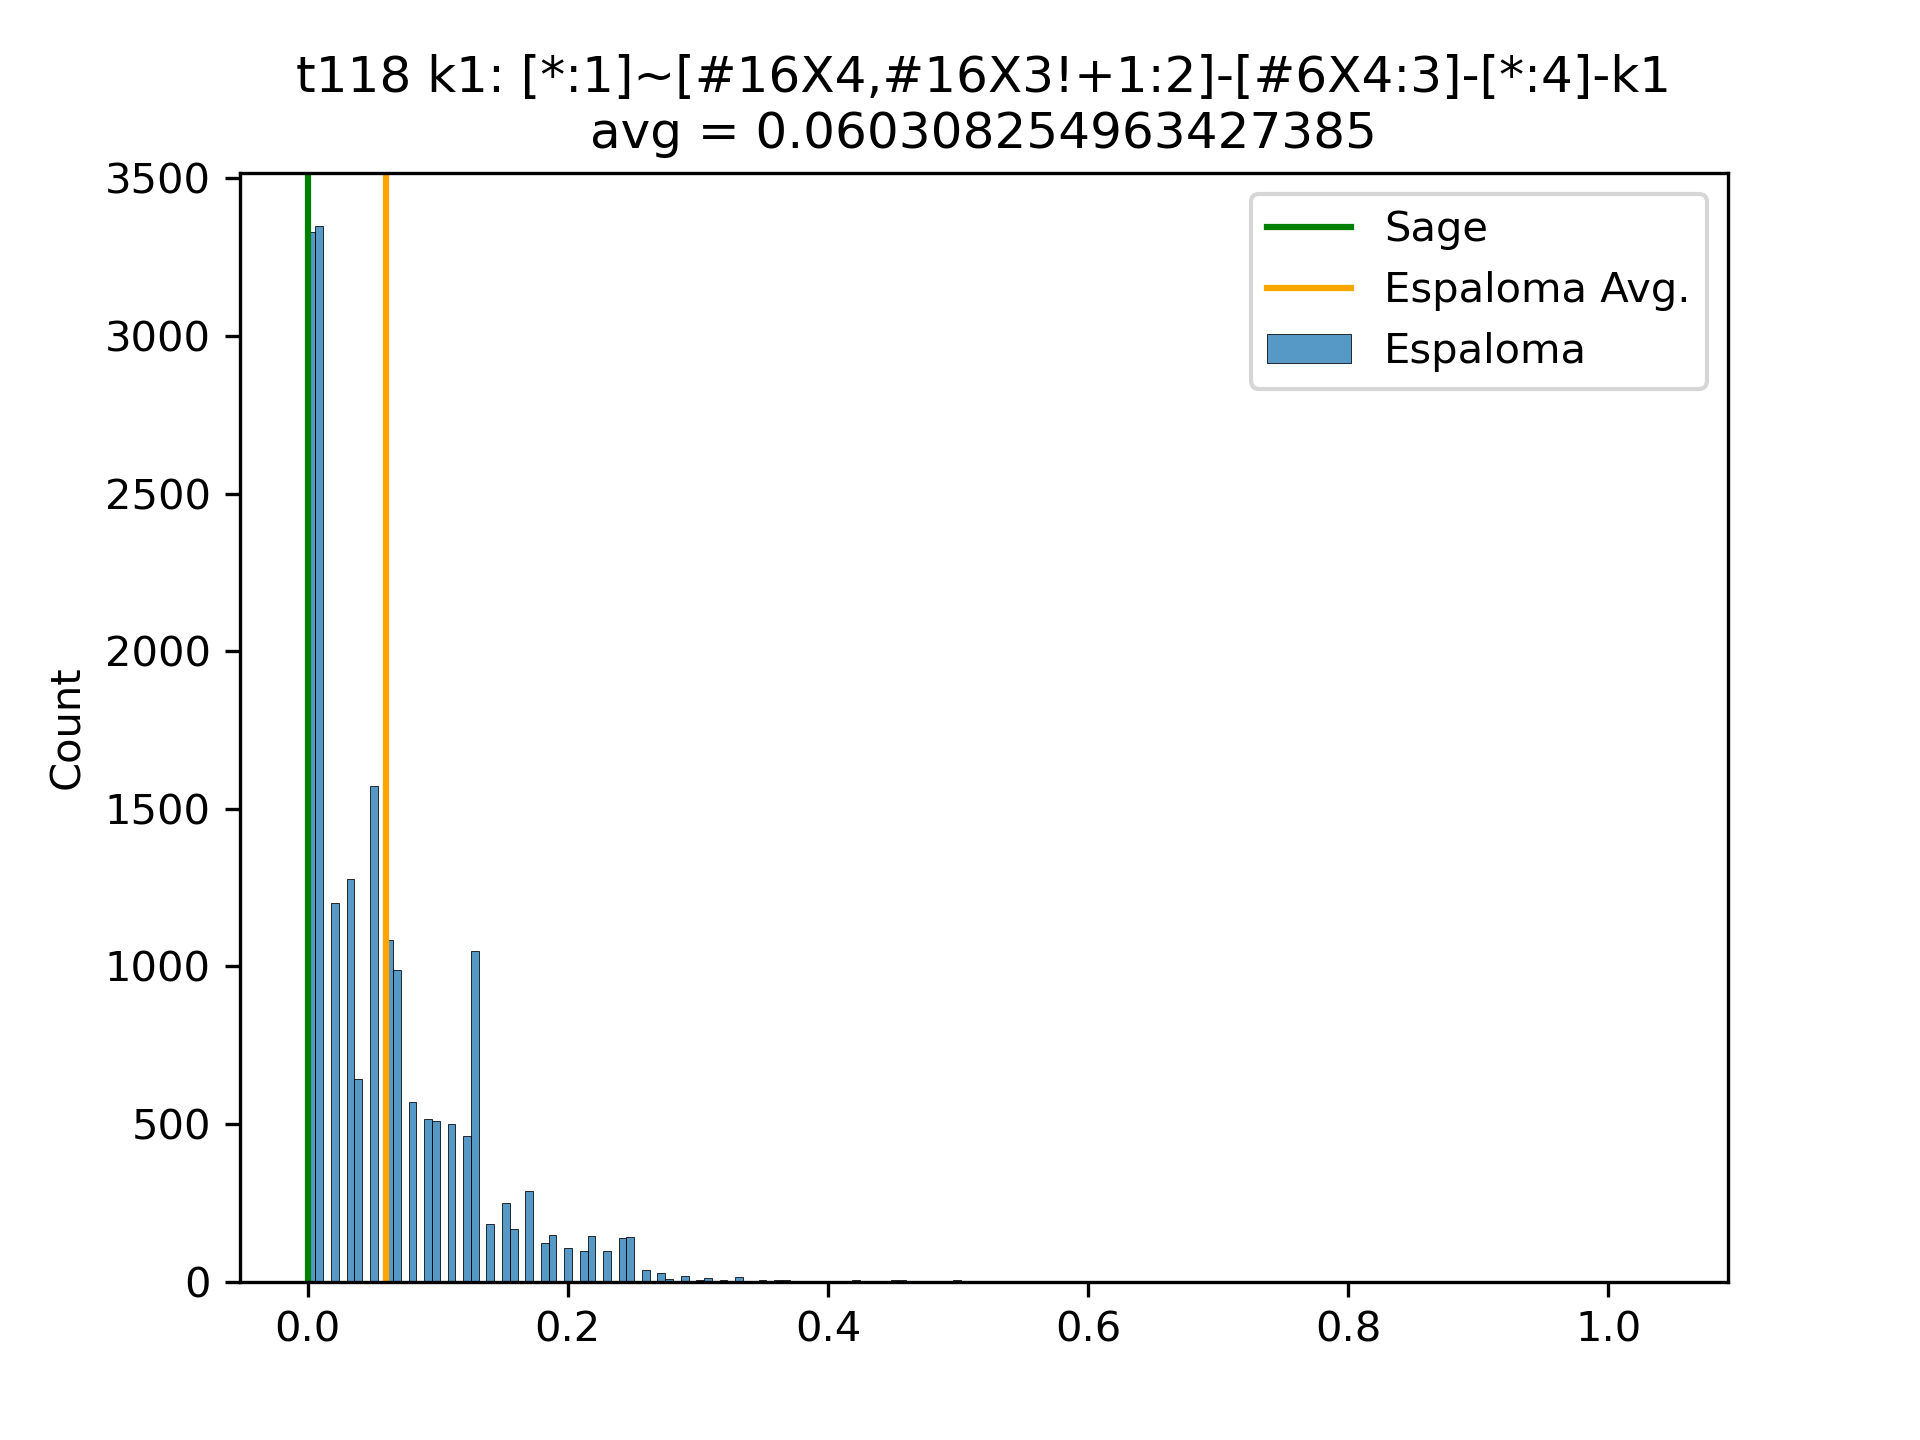 t118 k1: [*:1]~[#16X4,#16X3!+1:2]-[#6X4:3]-[*:4]-k1
avg = 0.060308254963427385
Sage
Espaloma Avg.
Espaloma
Count
3500
3000
2500
2000
1500
1000
500
0
0.0 0.2 0.4 0.6 0.8 1.0